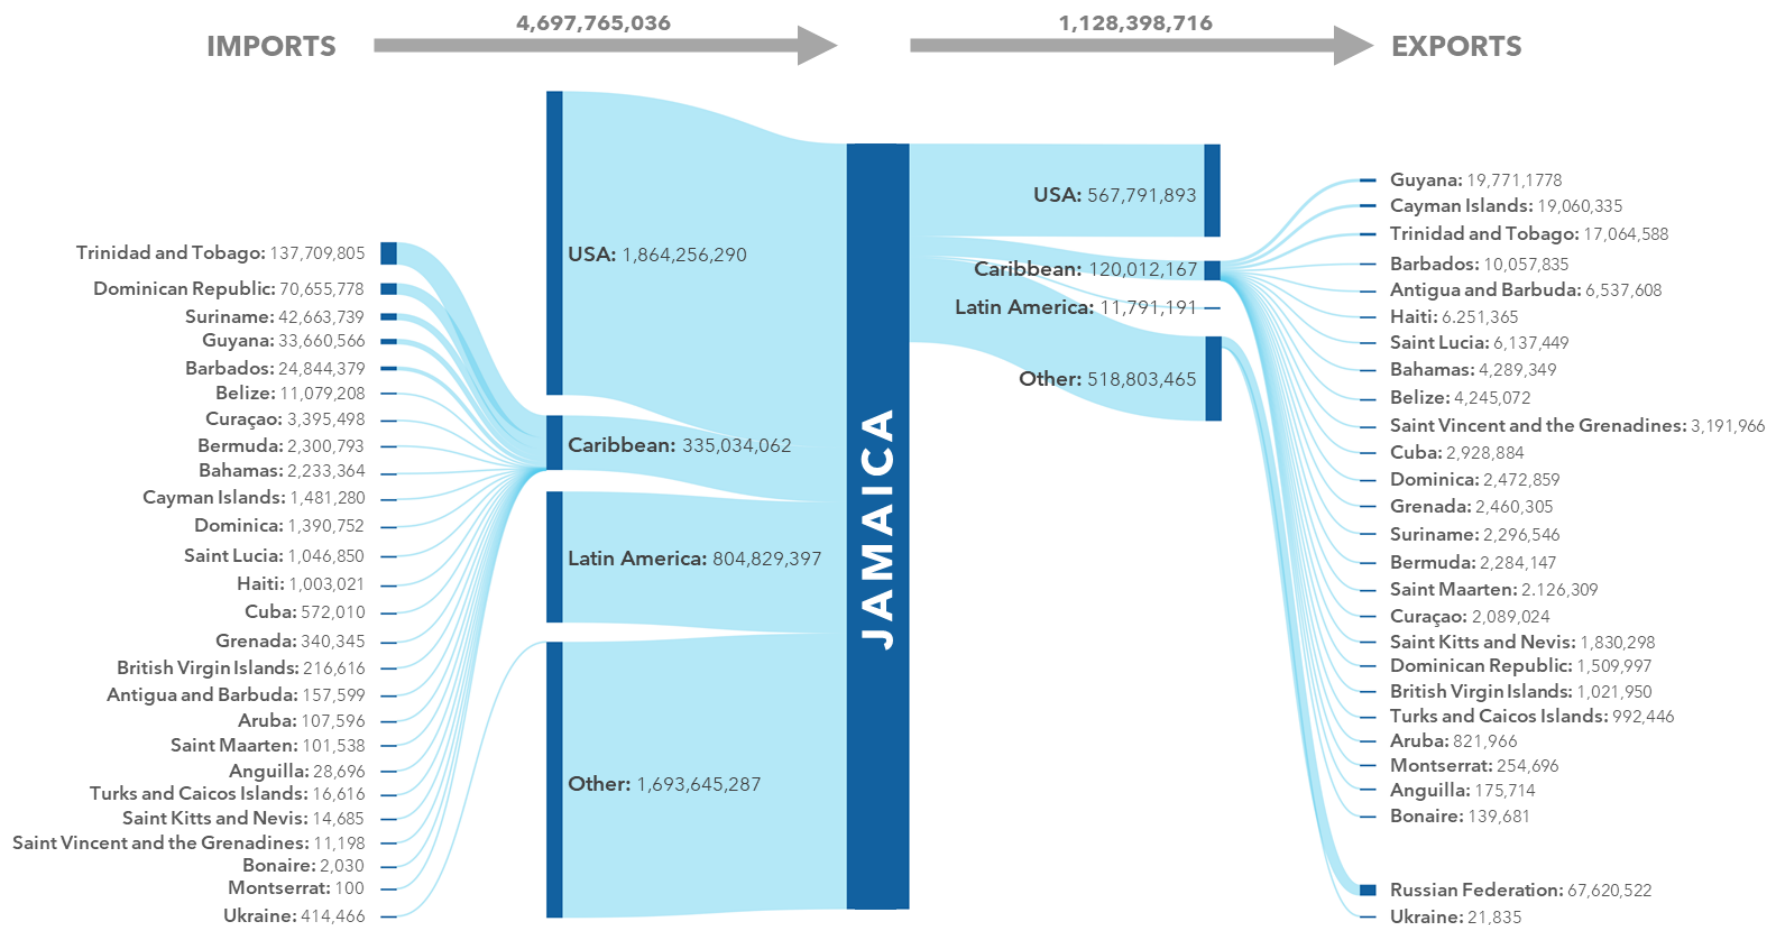 4,697,765,036
1,128,398,716
IMPORTS
EXPORTS
Trinidad and Tobago: 137,709,805
Dominican Republic: 70,655,778
Suriname: 42,663,739
Guyana: 33,660,566
Barbados: 24,844,379
Belize: 11,079,208
Curaçao: 3,395,498
Bermuda: 2,300,793
Bahamas: 2,233,364
Cayman Islands: 1,481,280
Dominica: 1,390,752
Saint Lucia: 1,046,850
Haiti: 1,003,021
Cuba: 572,010
Grenada: 340,345
British Virgin Islands: 216,616
Antigua and Barbuda: 157,599
Aruba: 107,596
Saint Maarten: 101,538
Anguilla: 28,696
Turks and Caicos Islands: 16,616
Saint Kitts and Nevis: 14,685
Saint Vincent and the Grenadines: 11,198
Bonaire: 2,030
Montserrat: 100
Ukraine: 414,466
USA: 1,864,256,290
Caribbean: 335,034,062
Latin America: 804,829,397
Other: 1,693,645,287
JAMAICA
USA: 567,791,893
Caribbean: 120,012,167
Latin America: 11,791,191
Other: 518,803,465
Guyana: 19,771,1778
Cayman Islands: 19,060,335
Trinidad and Tobago: 17,064,588
Barbados: 10,057,835
Antigua and Barbuda: 6,537,608
Haiti: 6.251,365
Saint Lucia: 6,137,449
Bahamas: 4,289,349
Belize: 4,245,072
Saint Vincent and the Grenadines: 3,191,966
Cuba: 2,928,884
Dominica: 2,472,859
Grenada: 2,460,305
Suriname: 2,296,546
Bermuda: 2,284,147
Saint Maarten: 2.126,309
Curaçao: 2,089,024
Saint Kitts and Nevis: 1,830,298
Dominican Republic: 1,509,997
British Virgin Islands: 1,021,950
Turks and Caicos Islands: 992,446
Aruba: 821,966
Montserrat: 254,696
Anguilla: 175,714
Bonaire: 139,681
Russian Federation: 67,620,522
Ukraine: 21,835